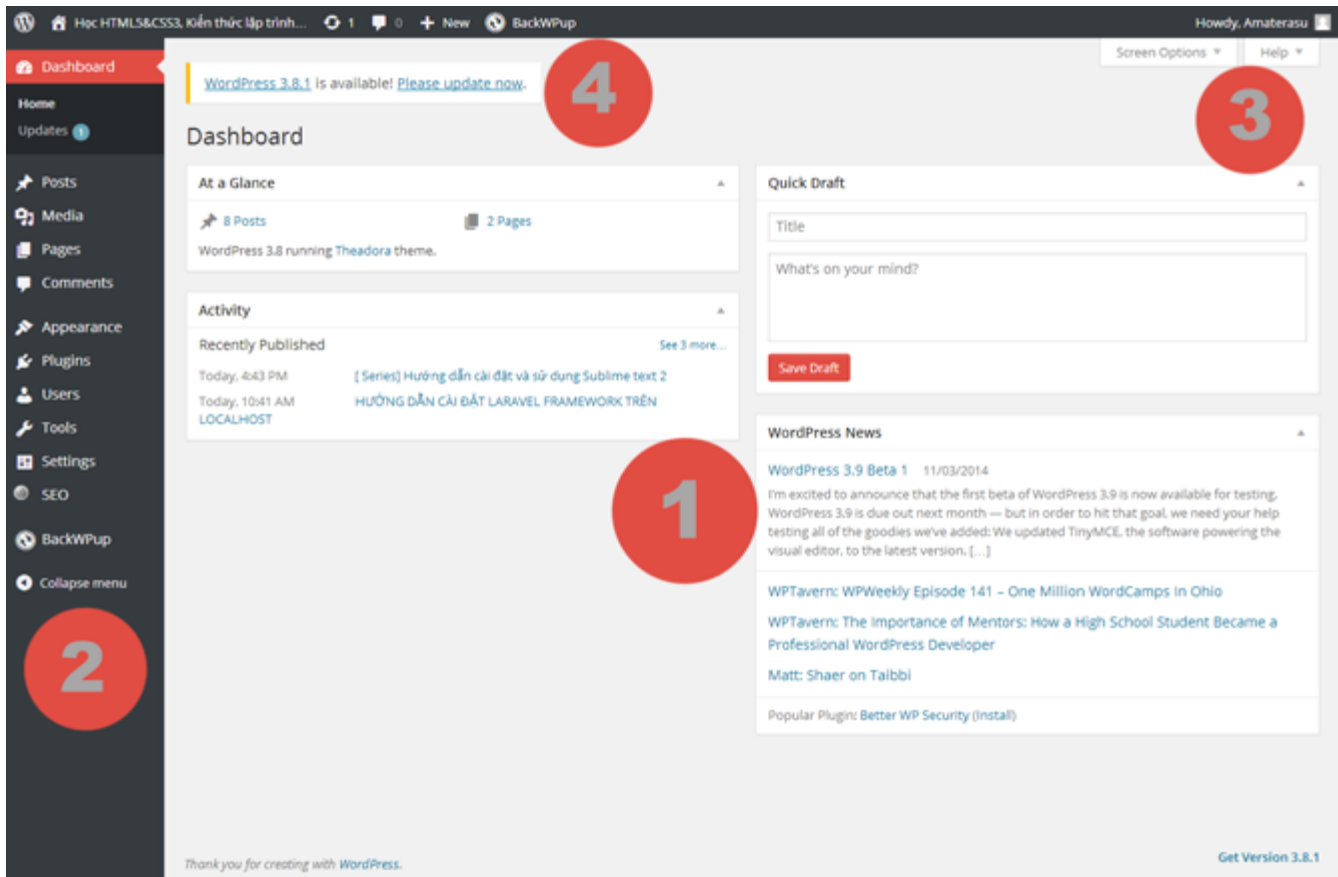 Học HTML5&CSS3, Kiến thức lập trình... 1 0 + New BackWPup Howdy, Amaterasu
Screen Options Help
Dashboard
Home
Updates 1
Posts
Media
Pages
Comments
Appearance
Plugins
Users
Tools
Settings
SEO
BackWPup
Collapse menu
2
WordPress 3.8.1 is available! Please update now.
4
3
Dashboard
At a Glance
8 Posts 2 Pages
WordPress 3.8 running Theadora theme.
Activity
Recently Published See 3 more...
Today, 4:43 PM [ Series] Hướng dẫn cài đặt và sử dụng Sublime text 2
Today, 10:41 AM HƯỚNG DẪN CÀI ĐẶT LARAVEL FRAMEWORK TRÊN
LOCALHOST
1
Quick Draft
Title
What's on your mind?
Save Draft
WordPress News
WordPress 3.9 Beta 1 11/03/2014
I'm excited to announce that the first beta of WordPress 3.9 is now available for testing.
WordPress 3.9 is due out next month — but in order to hit that goal, we need your help
testing all of the goodies we've added: We updated TinyMCE, the software powering the
visual editor, to the latest version. [...]
WPTavern: WPWeekly Episode 141 – One Million WordCamps in Ohio
WPTavern: The Importance of Mentors: How a High School Student Became a
Professional WordPress Developer
Matt: Shaer on Taibbi
Popular Plugin: Better WP Security (Install)
Thank you for creating with WordPress.
Get Version 3.8.1